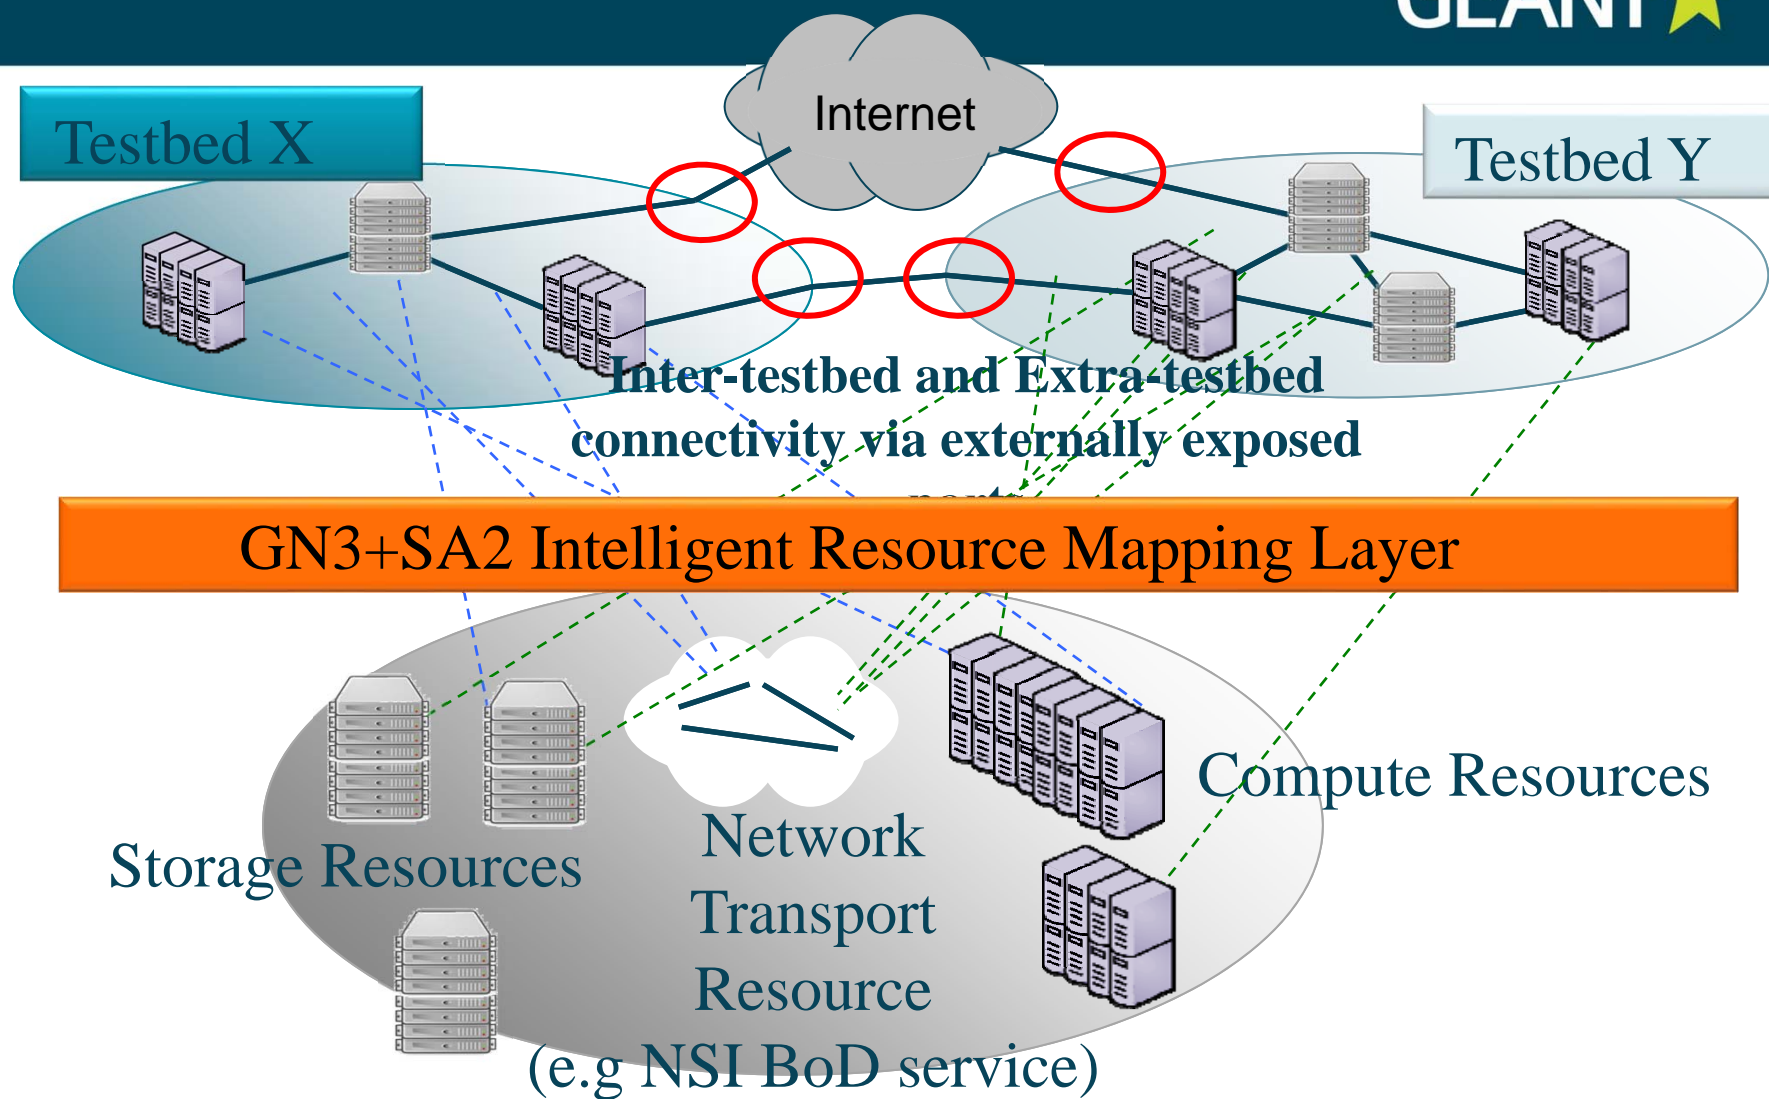 GEANT
Internet
Testbed X
Testbed Y
Inter-testbed and Extra-testbed
connectivity via externally exposed
GN3+SA2 Intelligent Resource Mapping Layer
Compute Resources
Storage Resources
Network
Transport
Resource
(e.g NSI BoD service)